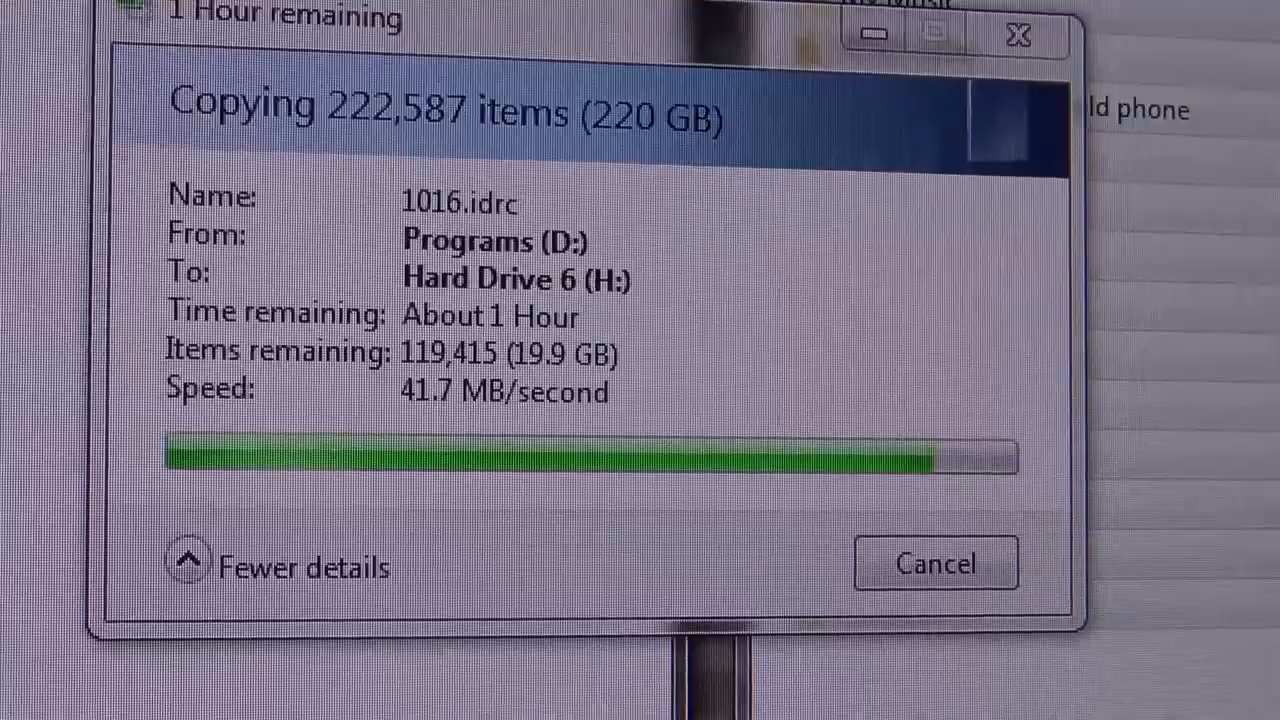 1 Hour remaining
Copying 222,587 items (220 GB)
ld phone
Name: 1016.idrc
From: Programs (D:)
To: Hard Drive 6 (H:)
Time remaining: About 1 Hour
Items remaining: 119,415 (19.9 GB)
Speed: 41.7 MB/second
Fewer details
Cancel